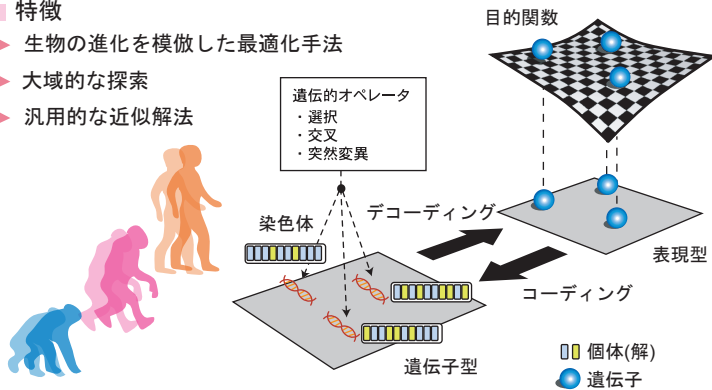 特徴
生物の進化を模倣した最適化手法
大域的な探索
汎用的な近似解法
目的関数
遺伝的オペレータ
・選択
・交叉
・突然変異
染色体
デコーディング
表現型
コーディング
遺伝子型
個体(解)
遺伝子